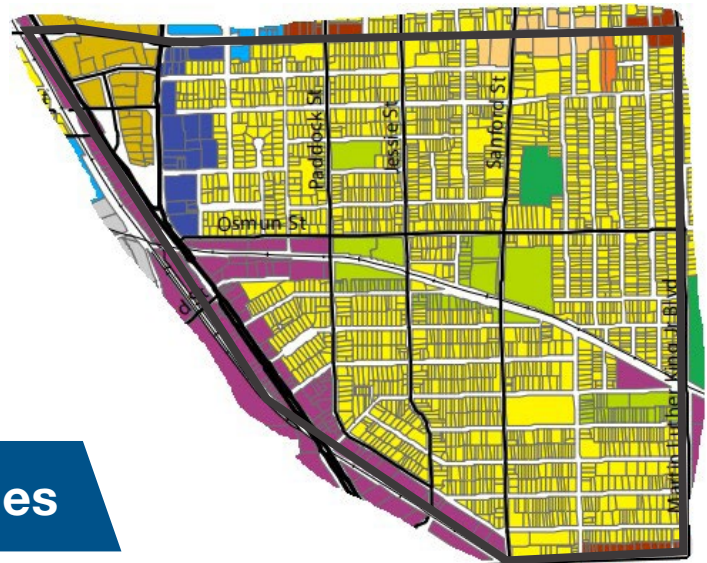 Paddock St
Jessie St
Sanford St
Osmun St
Martin Luther King Jr Blvd
es